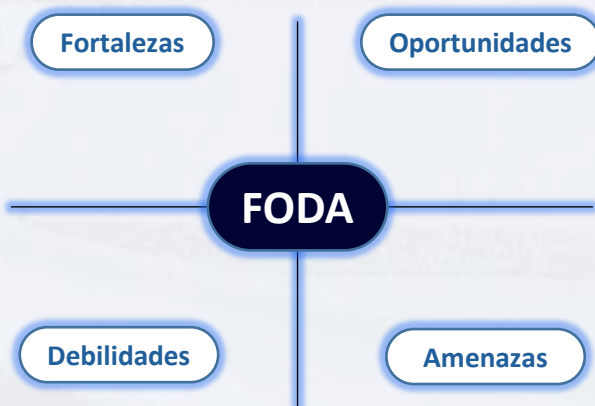 Fortalezas
Oportunidades
FODA
Debilidades
Amenazas